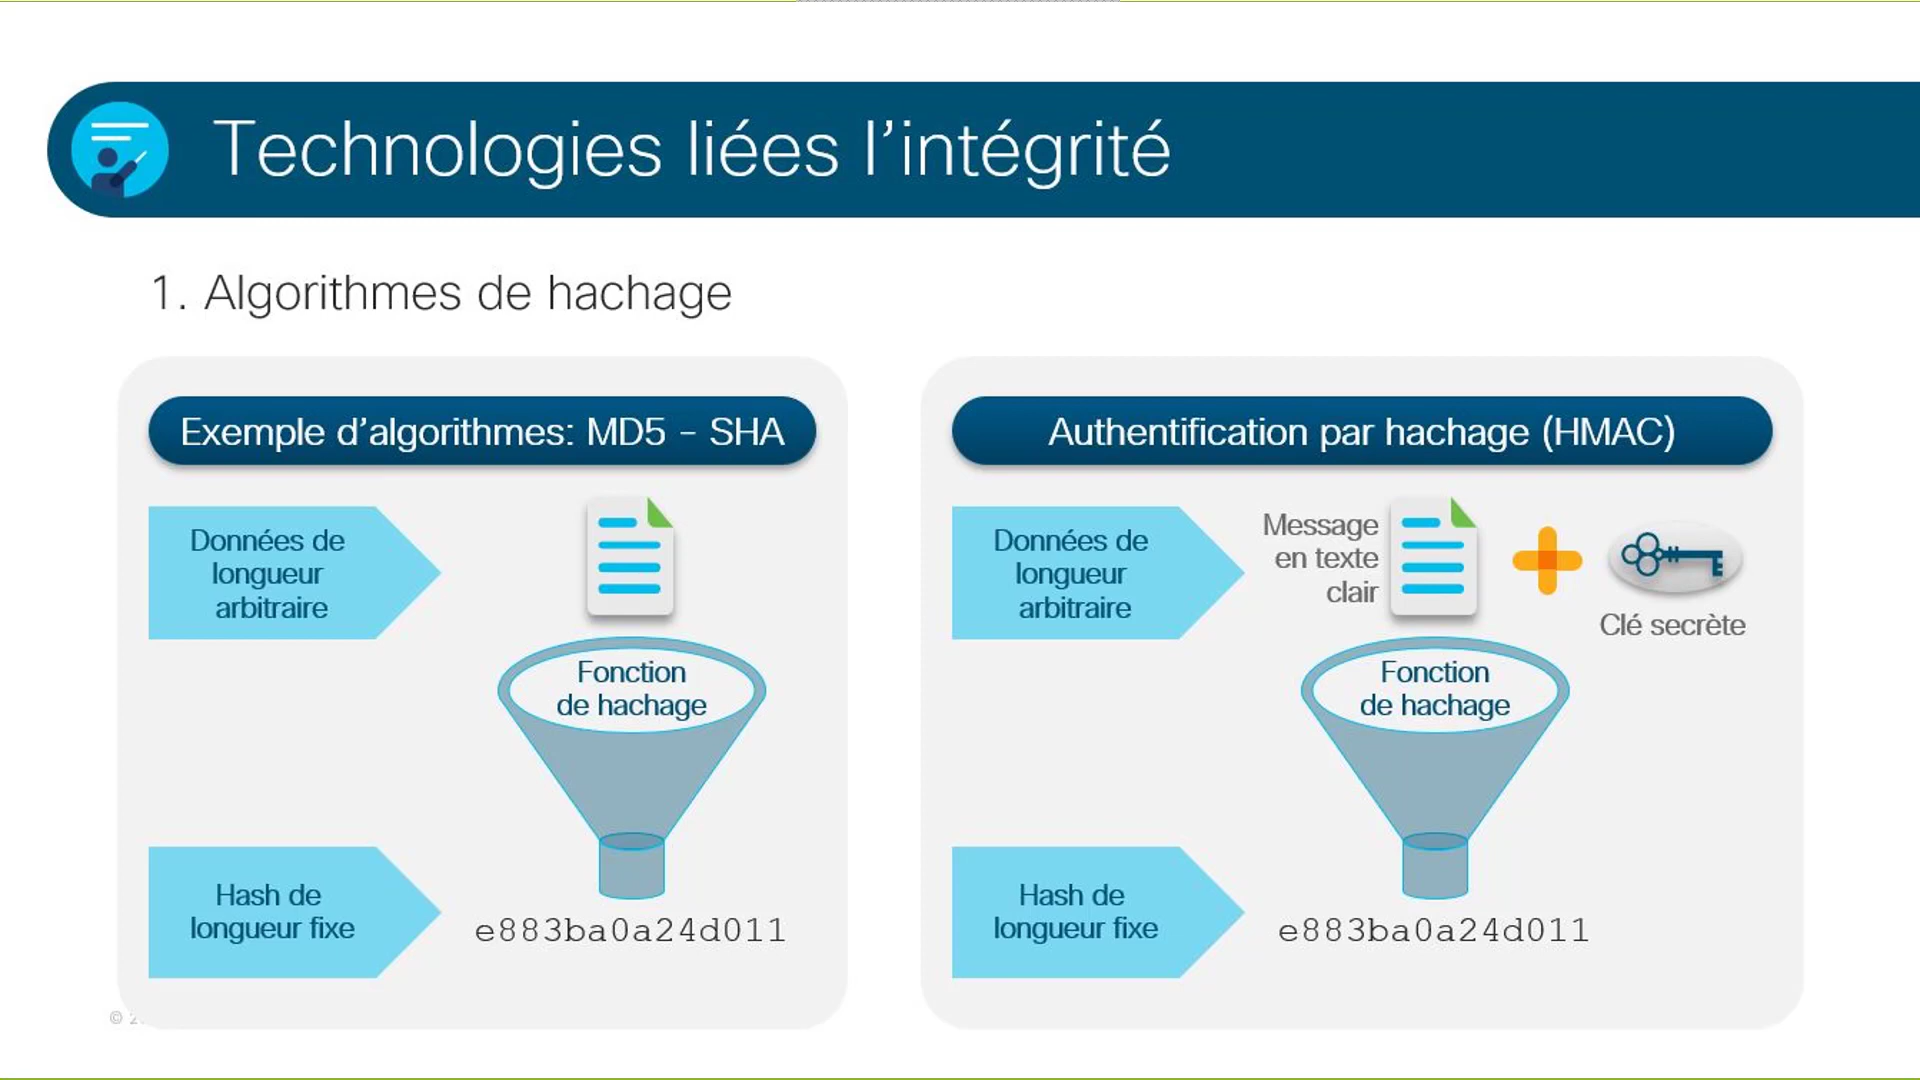 Technologies liées l’intégrité
1. Algorithmes de hachage
Exemple d’algorithmes: MD5 – SHA
Données de
longueur
arbitraire
Fonction
de hachage
Hash de
longueur fixe
e883ba0a24d011
Authentification par hachage (HMAC)
Données de
longueur
arbitraire
Message
en texte
clair
Clé secrète
Fonction
de hachage
Hash de
longueur fixe
e883ba0a24d011